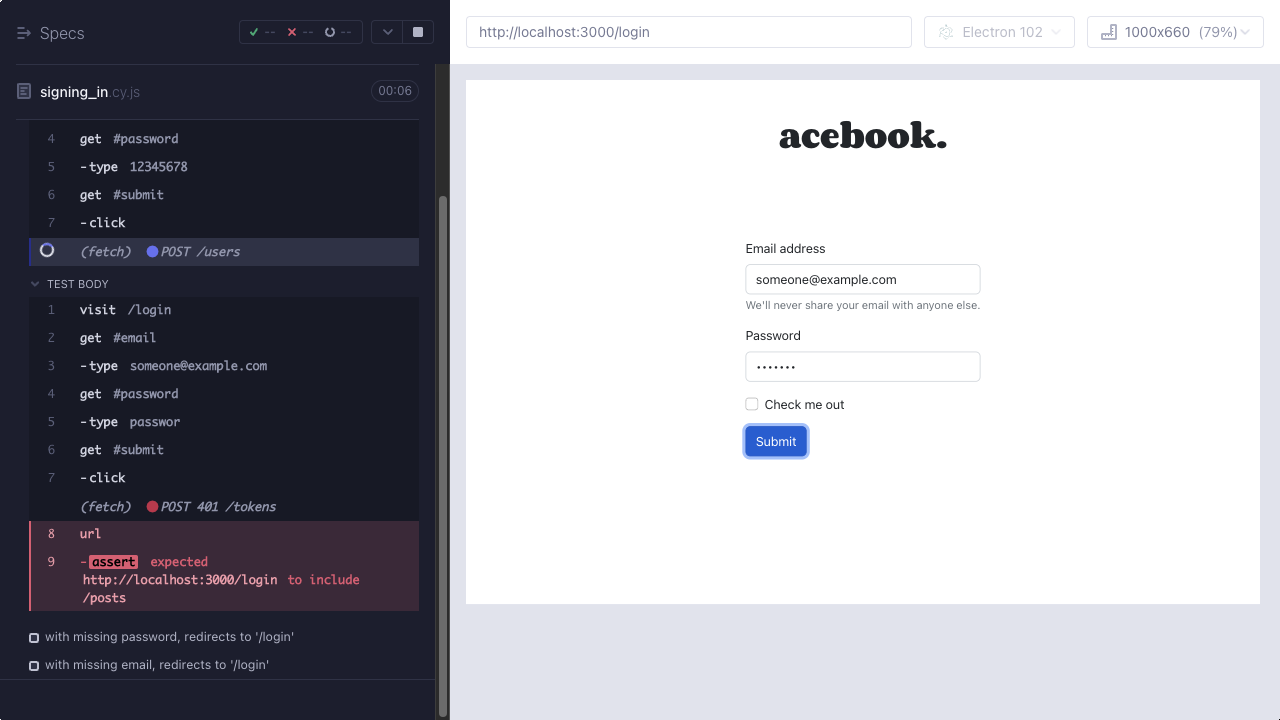 Specs
-- -- --
signing_in.cy.js 00:06
4 get #password
5 -type 12345678
6 get #submit
7 -click
(fetch) POST /users
TEST BODY
1 visit /login
2 get #email
3 -type someone@example.com
4 get #password
5 -type passwor
6 get #submit
7 -click
(fetch) POST 401 /tokens
8 url
9 -assert expected
http://localhost:3000/login to include
/posts
with missing password, redirects to '/login'
with missing email, redirects to '/login'
http://localhost:3000/login
Electron 102
1000x660 (79%)
acebook.
Email address
someone@example.com
We'll never share your email with anyone else.
Password
•••••••
Check me out
Submit